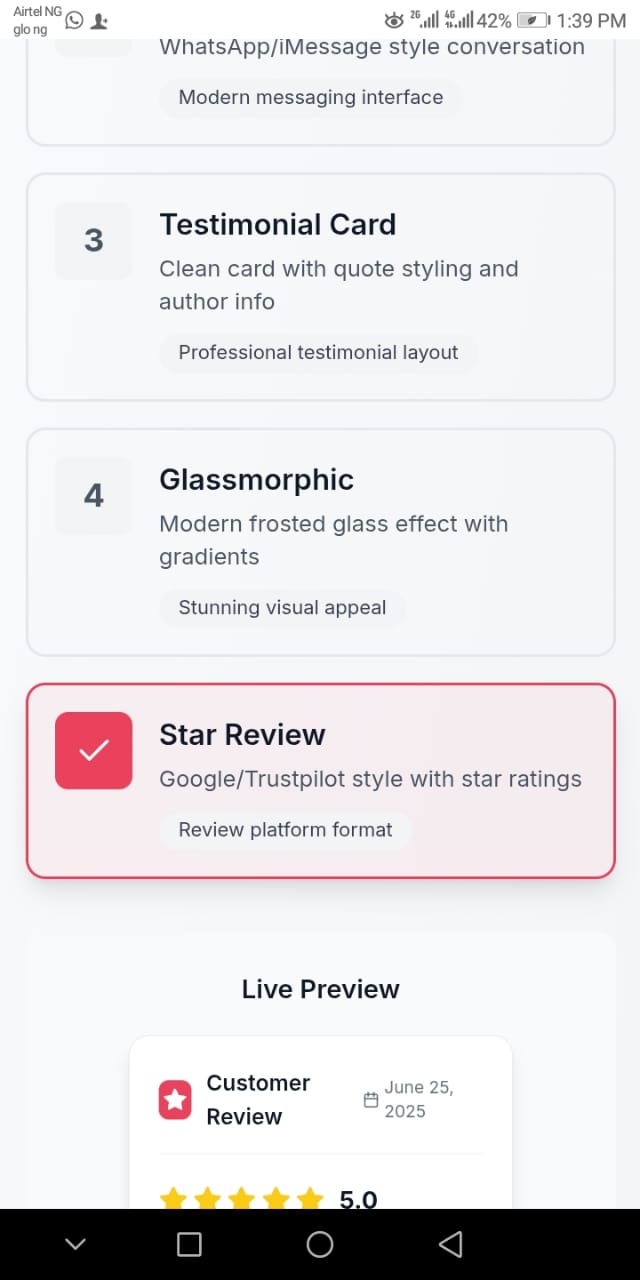 Airtel NG
glo ng
2G
4G
42%
1:39 PM
WhatsApp/iMessage style conversation
Modern messaging interface
3
Testimonial Card
Clean card with quote styling and
author info
Professional testimonial layout
4
Glassmorphic
Modern frosted glass effect with
gradients
Stunning visual appeal
Star Review
Google/Trustpilot style with star ratings
Review platform format
Live Preview
Customer
Review
June 25,
2025
5.0